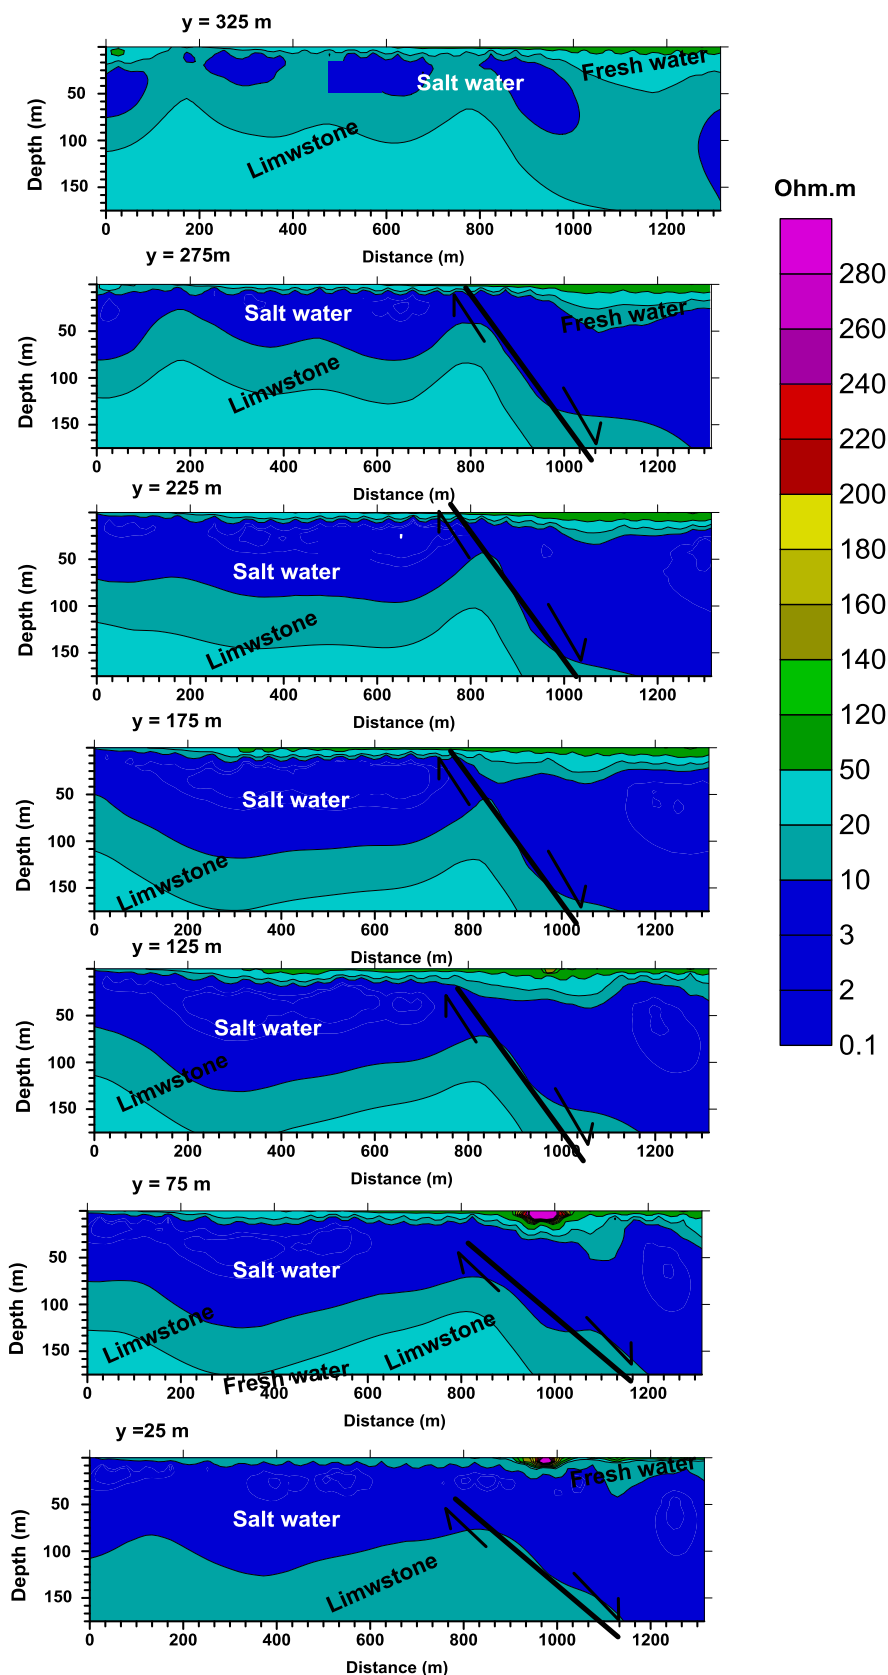 y = 325 m
Fresh water
Salt water
Limwstone
Depth (m)
50
100
150
0 200 400 600 800 1000 1200
Distance (m)
Ohm.m
280
260
240
220
200
180
160
140
120
50
20
10
3
2
0.1
y = 275m
Salt water
Fresh water
Limwstone
Depth (m)
50
100
150
0 200 400 600 800 1000 1200
Distance (m)
y = 225 m
Salt water
Limwstone
Depth (m)
50
100
150
0 200 400 600 800 1000 1200
Distance (m)
y = 175 m
Salt water
Limwstone
Depth (m)
50
100
150
0 200 400 600 800 1000 1200
Distance (m)
y = 125 m
Salt water
Limwstone
Depth (m)
50
100
150
0 200 400 600 800 1000 1200
Distance (m)
y = 75 m
Salt water
Limwstone
Limwstone
Fresh water
Depth (m)
50
100
150
0 200 400 600 800 1000 1200
Distance (m)
y =25 m
Fresh water
Salt water
Limwstone
Depth (m)
50
100
150
0 200 400 600 800 1000 1200
Distance (m)